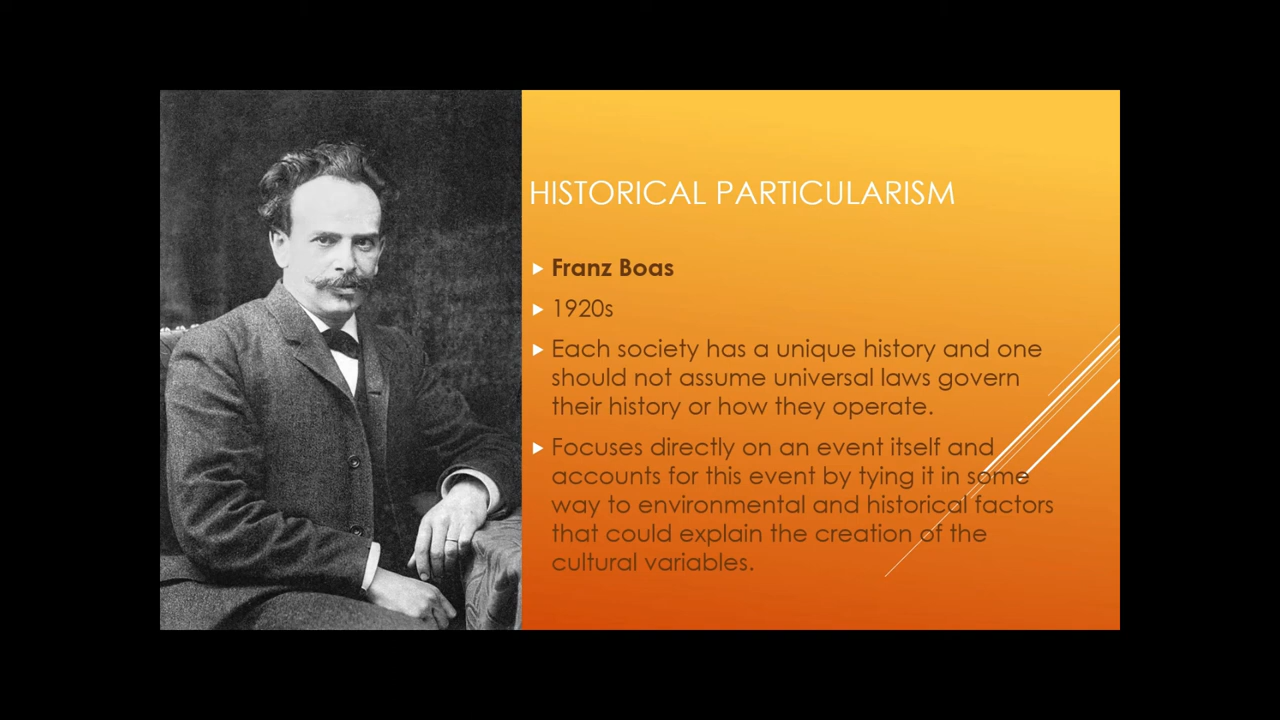 HISTORICAL PARTICULARISM
Franz Boas
1920s
Each society has a unique history and one
should not assume universal laws govern
their history or how they operate.
Focuses directly on an event itself and
accounts for this event by tying it in some
way to environmental and historical factors
that could explain the creation of the
cultural variables.